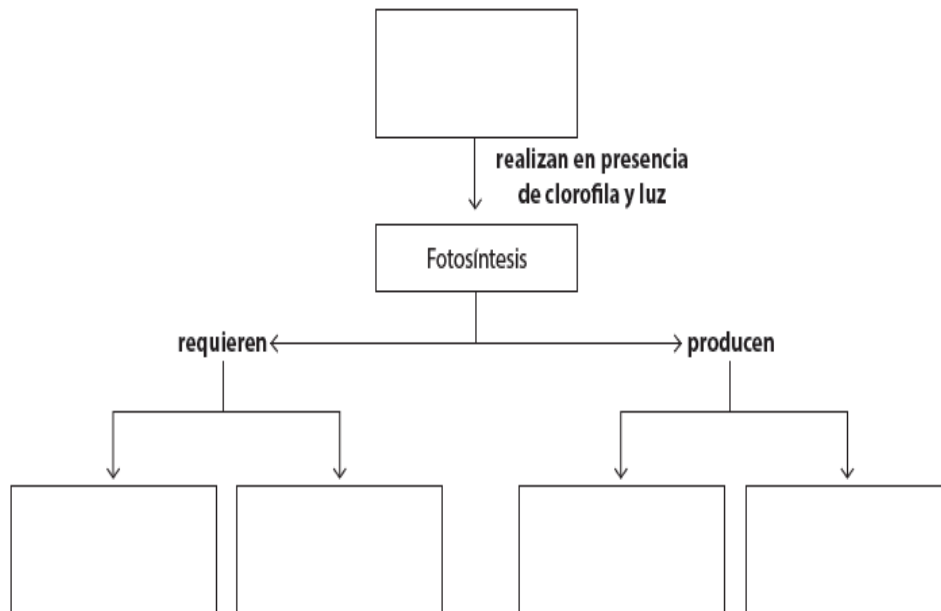 realizan en presencia
de clorofila y luz
Fotosíntesis
requieren
producen